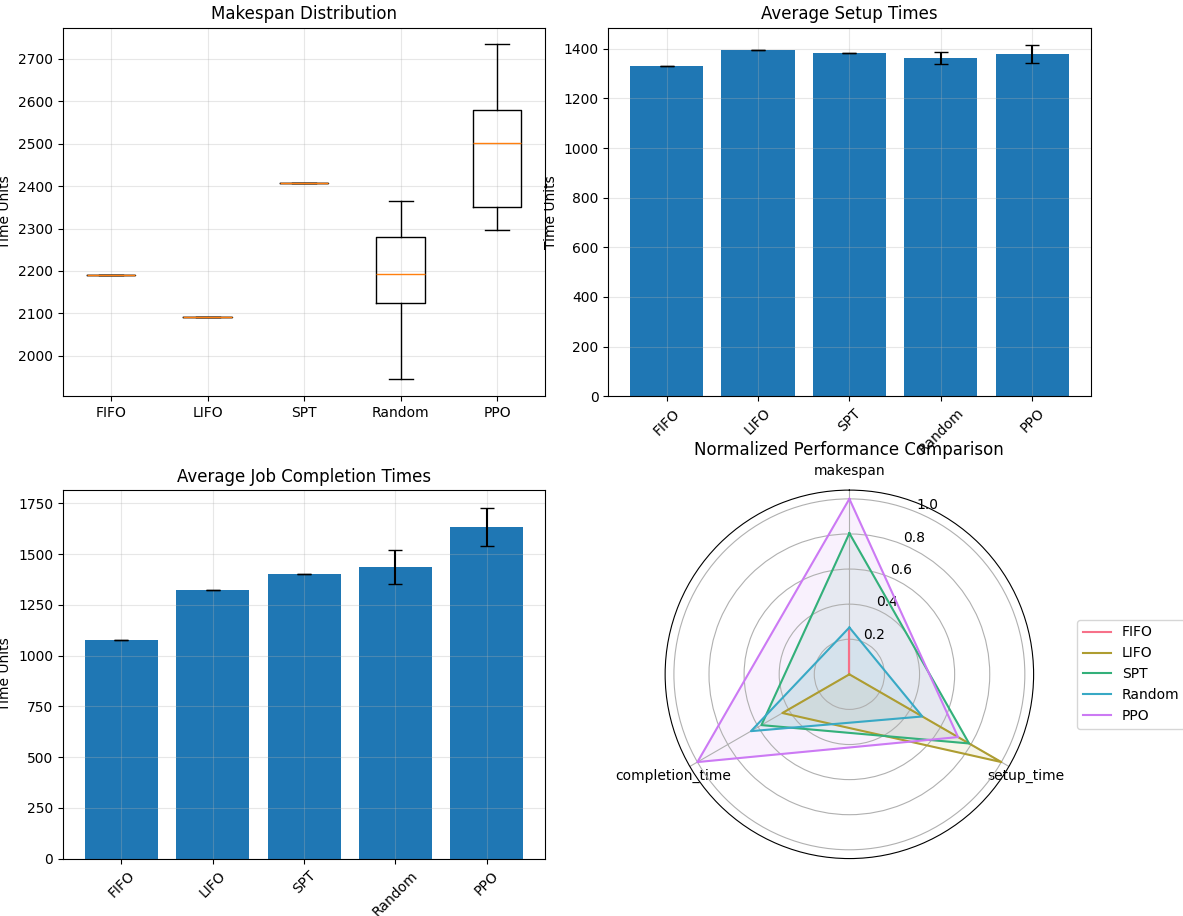 Makespan Distribution
Time Units
2700
2600
2500
2400
2300
2200
2100
2000
FIFO
LIFO
SPT
Random
PPO
Average Setup Times
Time Units
1400
1200
1000
800
600
400
200
0
FIFO
LIFO
SPT
Random
PPO
Average Job Completion Times
Time Units
1750
1500
1250
1000
750
500
250
0
FIFO
LIFO
SPT
Random
PPO
Normalized Performance Comparison
makespan
1.0
0.8
0.6
0.4
0.2
completion_time
setup_time
FIFO
LIFO
SPT
Random
PPO